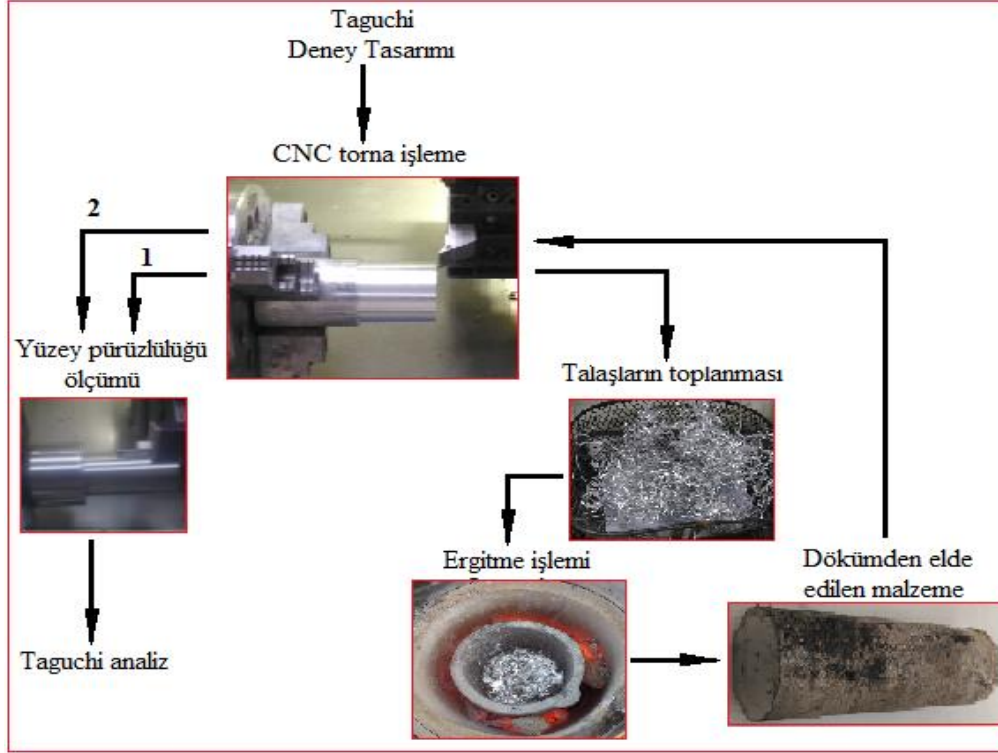 Taguchi
Deney Tasarımı
CNC torna işleme
2
1
Yüzey pürüzlülüğü
ölçümü
Talaşların toplanması
Ergitme işlemi
Dökümden elde
edilen malzeme
Taguchi analiz